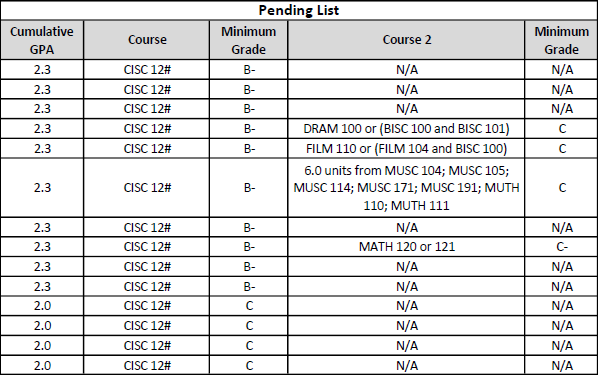 Pending List
Cumulative GPA Course Minimum Grade Course 2 Minimum Grade
2.3 CISC 12# B- N/A N/A
2.3 CISC 12# B- N/A N/A
2.3 CISC 12# B- N/A N/A
2.3 CISC 12# B- DRAM 100 or (BISC 100 and BISC 101) C
2.3 CISC 12# B- FILM 110 or (FILM 104 and BISC 100) C
2.3 CISC 12# B- 6.0 units from MUSC 104; MUSC 105; MUSC 114; MUSC 171; MUSC 191; MUTH 110; MUTH 111 C
2.3 CISC 12# B- N/A N/A
2.3 CISC 12# B- MATH 120 or 121 C-
2.3 CISC 12# B- N/A N/A
2.3 CISC 12# B- N/A N/A
2.0 CISC 12# C N/A N/A
2.0 CISC 12# C N/A N/A
2.0 CISC 12# C N/A N/A
2.0 CISC 12# C N/A N/A